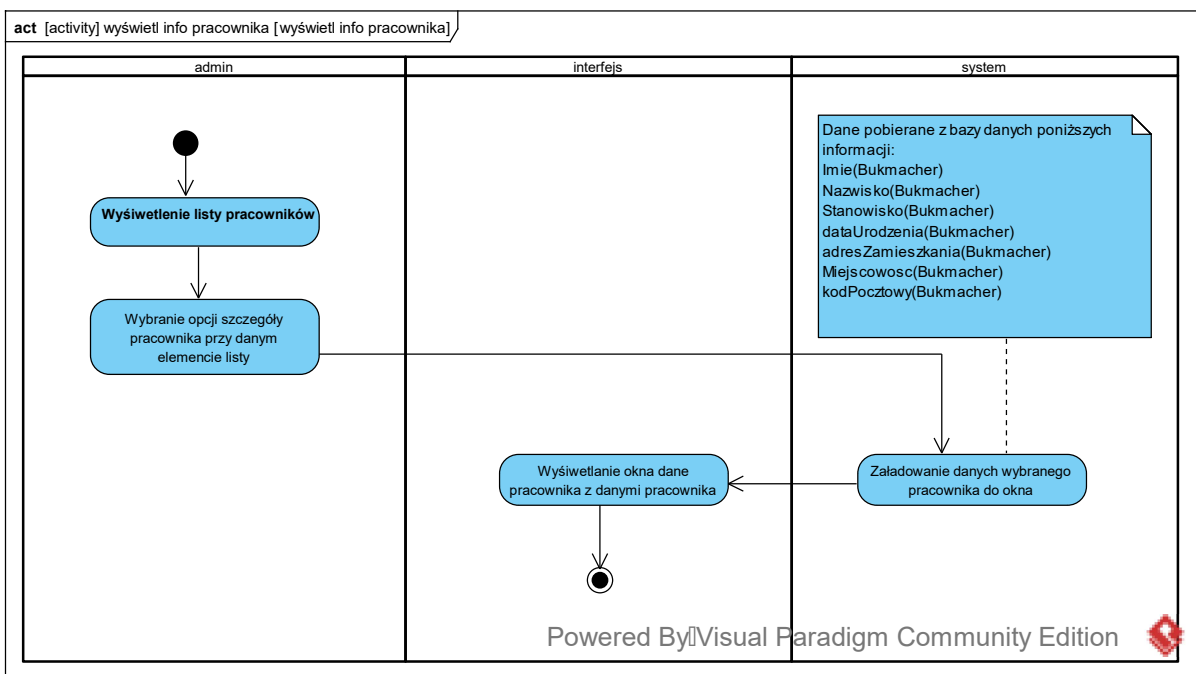 act [activity] wyświetl info pracownika [wyświetl info pracownika]
admin
interfejs
system
Dane pobierane z bazy danych poniższych
informacji:
Imie(Bukmacher)
Nazwisko(Bukmacher)
Stanowisko(Bukmacher)
dataUrodzenia(Bukmacher)
adresZamieszkania(Bukmacher)
Miejscowosc(Bukmacher)
kodPocztowy(Bukmacher)
Wyśiwetlenie listy pracowników
Wybranie opcji szczegóły
pracownika przy danym
elemencie listy
Wyśiwetlanie okna dane
pracownika z danymi pracownika
Załadowanie danych wybranego
pracownika do okna
Powered By Visual Paradigm Community Edition